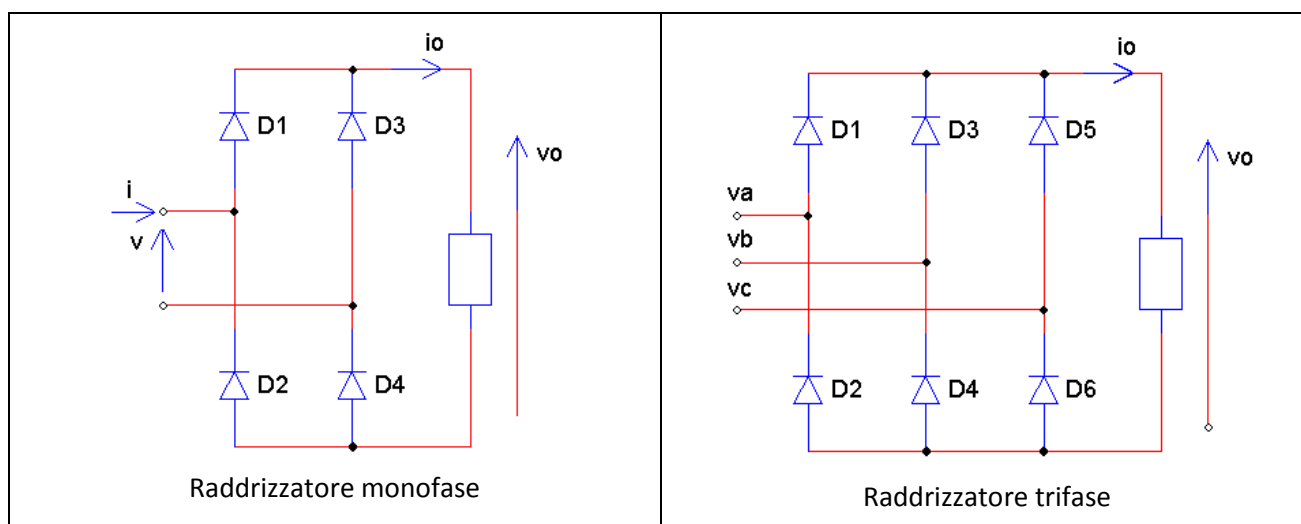 io
D1 D3
vo
i
v
D2 D4
Raddrizzatore monofase
io
D1 D3 D5
vo
va
vb
vc
D2 D4 D6
Raddrizzatore trifase